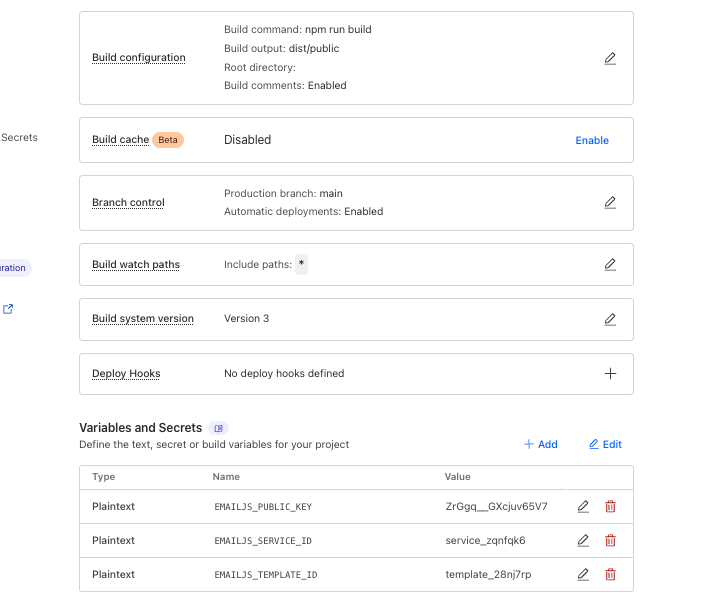 Build configuration
Build command: npm run build
Build output: dist/public
Root directory:
Build comments: Enabled
Secrets
Build cache Beta Disabled Enable
Branch control
Production branch: main
Automatic deployments: Enabled
Build watch paths Include paths: *
uration
Build system version Version 3
Deploy Hooks No deploy hooks defined
Variables and Secrets
Define the text, secret or build variables for your project + Add Edit
Type Name Value
Plaintext EMAILJS_PUBLIC_KEY ZrGgq__GXcjuv65V7
Plaintext EMAILJS_SERVICE_ID service_zqnfqk6
Plaintext EMAILJS_TEMPLATE_ID template_28nj7rp